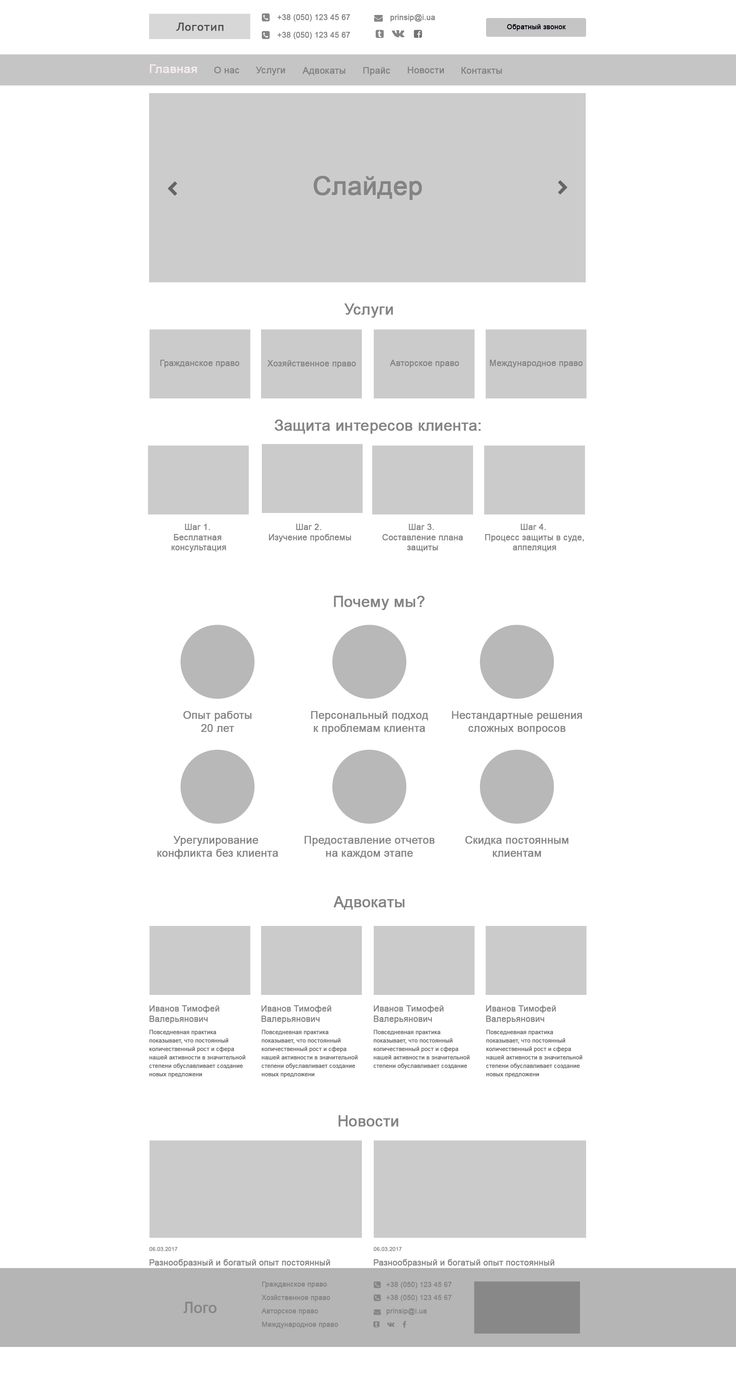 Логотип
+38 (050) 123 45 67
+38 (050) 123 45 67
prinsip@i.ua
Обратный звонок
Главная О нас Услуги Адвокаты Прайс Новости Контакты
Слайдер
Услуги
Гражданское право
Хозяйственное право
Авторское право
Международное право
Защита интересов клиента:
Шаг 1.
Бесплатная
консультация
Шаг 2.
Изучение проблемы
Шаг 3.
Составление плана
защиты
Шаг 4.
Процесс защиты в суде,
аппеляция
Почему мы?
Опыт работы
20 лет
Персональный подход
к проблемам клиента
Нестандартные решения
сложных вопросов
Урегулирование
конфликта без клиента
Предоставление отчетов
на каждом этапе
Скидка постоянным
клиентам
Адвокаты
Иванов Тимофей
Валерьянович
Повседневная практика
показывает, что постоянный
количественный рост и сфера
нашей активности в значительной
степени обуславливает создание
новых предложени
Иванов Тимофей
Валерьянович
Повседневная практика
показывает, что постоянный
количественный рост и сфера
нашей активности в значительной
степени обуславливает создание
новых предложени
Иванов Тимофей
Валерьянович
Повседневная практика
показывает, что постоянный
количественный рост и сфера
нашей активности в значительной
степени обуславливает создание
Иванов Тимофей
Валерьянович
Повседневная практика
показывает, что постоянный
количественный рост и сфера
нашей активности в значительной
степени обуславливает создание
новых предложени
Новости
06.03.2017
Разнообразный и богатый опыт постоянный
06.03.2017
Разнообразный и богатый опыт постоянный
Лого
Гражданское право
Хозйственное право
Авторское право
Международное право
+38 (050) 123 45 67
+38 (050) 123 45 67
prinsip@i.ua